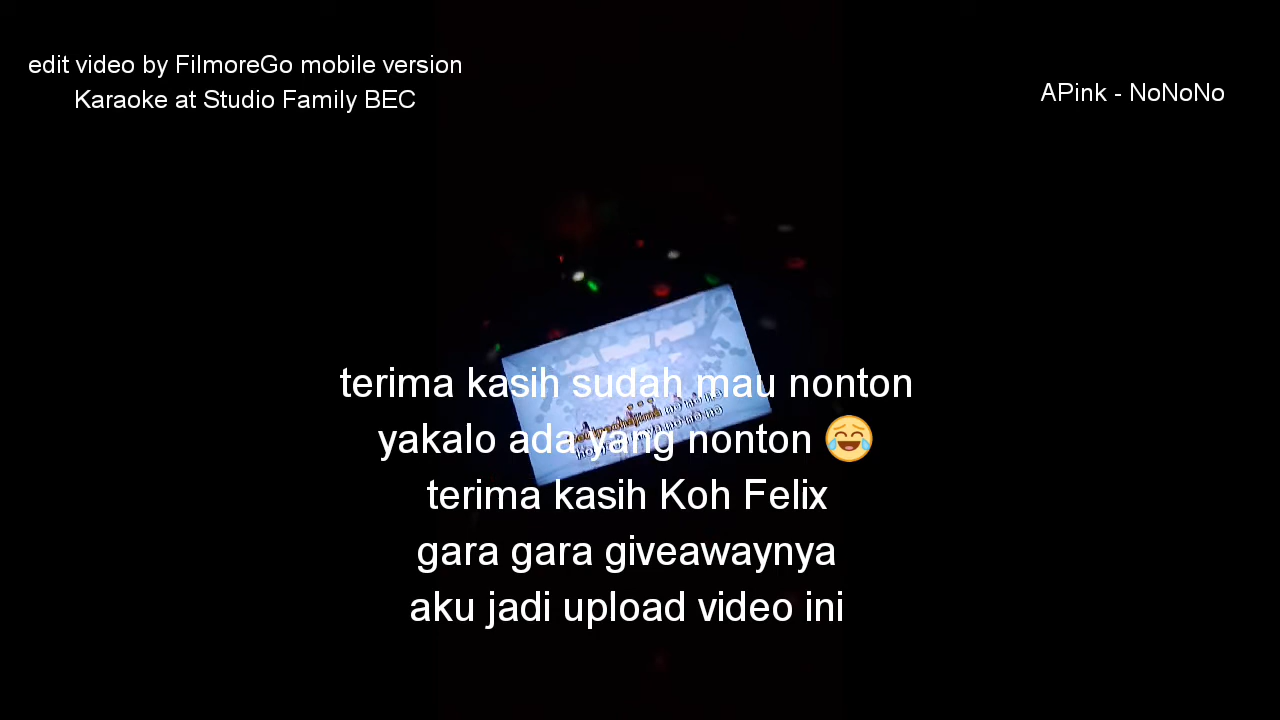 edit video by FilmoreGo mobile version
Karaoke at Studio Family BEC
APink - NoNoNo
terima kasih sudah mau nonton
yakalo ada yang nonton 😂
terima kasih Koh Felix
gara gara giveawaynya
aku jadi upload video ini